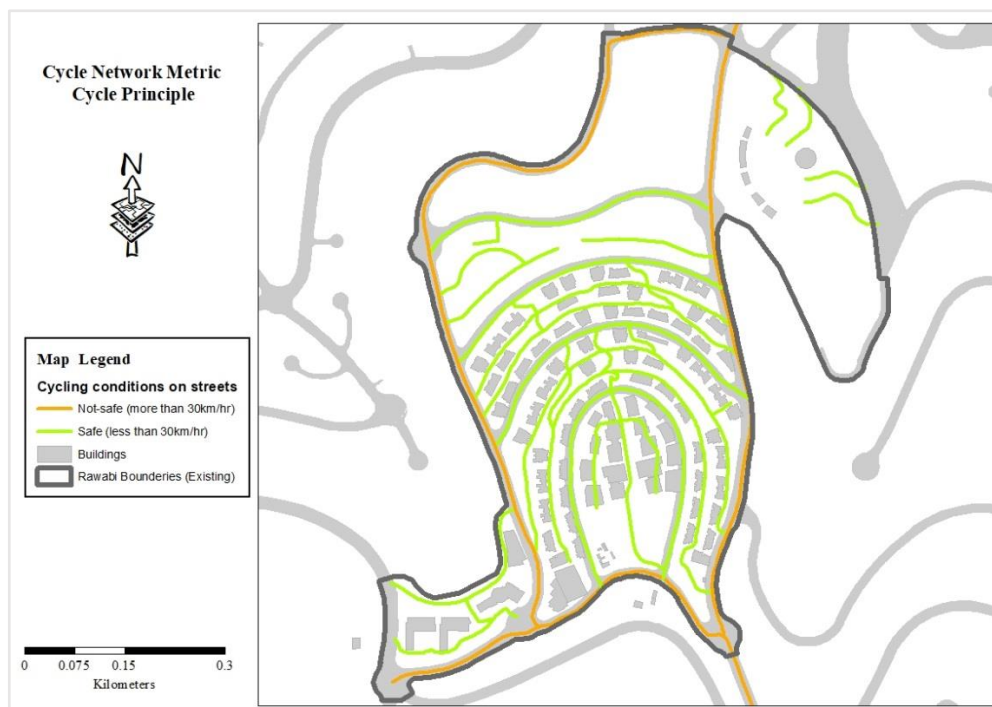 Cycle Network Metric
Cycle Principle
N
Map Legend
Cycling conditions on streets
Not-safe (more than 30km/hr)
Safe (less than 30km/hr)
Buildings
Rawabi Bounderies (Existing)
0 0.075 0.15 0.3
Kilometers